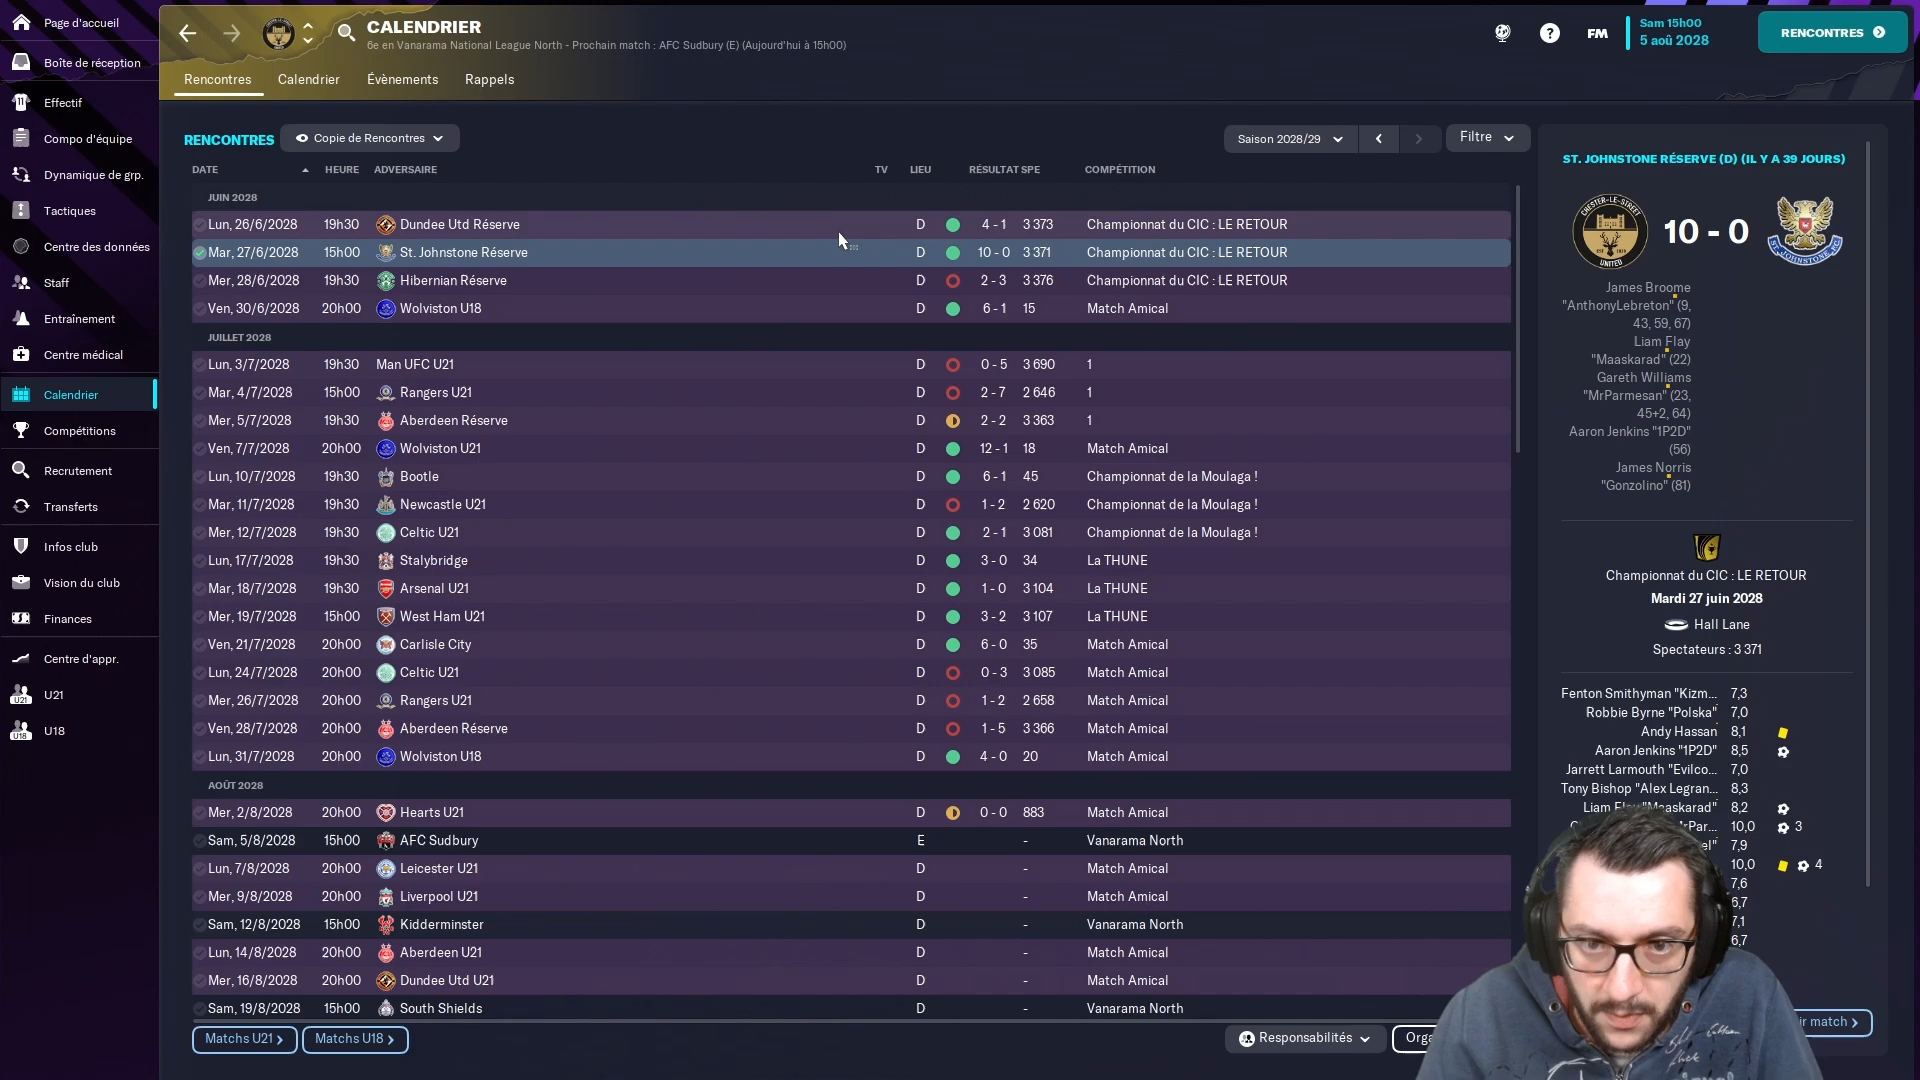 Page d'accueil
Boîte de réception
Effectif
Compo d'équipe
Dynamique de grp.
Tactiques
Centre des données
Staff
Entraînement
Centre médical
Calendrier
Compétitions
Recrutement
Transferts
Infos club
Vision du club
Finances
Centre d'appr.
U21
U18
CALENDRIER
6e en Vanarama National League North - Prochain match : AFC Sudbury (E) (Aujourd'hui à 15h00)
FM
Sam 15h00
5 aoû 2028
RENCONTRES
Rencontres Calendrier Évènements Rappels
RENCONTRES Copie de Rencontres Saison 2028/29 Filtre
DATE HEURE ADVERSAIRE TV LIEU RÉSULTAT SPE COMPÉTITION
JUIN 2028
Lun, 26/6/2028 19h30 Dundee Utd Réserve D 4 - 1 3 373 Championnat du CIC : LE RETOUR
Mar, 27/6/2028 15h00 St. Johnstone Réserve D 10 - 0 3 371 Championnat du CIC : LE RETOUR
Mer, 28/6/2028 19h30 Hibernian Réserve D 2 - 3 3 376 Championnat du CIC : LE RETOUR
Ven, 30/6/2028 20h00 Wolviston U18 D 6 - 1 15 Match Amical
JUILLET 2028
Lun, 3/7/2028 19h30 Man UFC U21 D 0 - 5 3 690 1
Mar, 4/7/2028 15h00 Rangers U21 D 2 - 7 2 646 1
Mer, 5/7/2028 19h30 Aberdeen Réserve D 2 - 2 3 363 1
Ven, 7/7/2028 20h00 Wolviston U21 D 12 - 1 18 Match Amical
Lun, 10/7/2028 19h30 Bootle D 6 - 1 45 Championnat de la Moulaga !
Mar, 11/7/2028 19h30 Newcastle U21 D 1 - 2 2 620 Championnat de la Moulaga !
Mer, 12/7/2028 19h30 Celtic U21 D 2 - 1 3 081 Championnat de la Moulaga !
Lun, 17/7/2028 19h30 Stalybridge D 3 - 0 34 La THUNE
Mar, 18/7/2028 19h30 Arsenal U21 D 1 - 0 3 104 La THUNE
Mer, 19/7/2028 15h00 West Ham U21 D 3 - 2 3 107 La THUNE
Ven, 21/7/2028 20h00 Carlisle City D 6 - 0 35 Match Amical
Lun, 24/7/2028 20h00 Celtic U21 D 0 - 3 3 085 Match Amical
Mer, 26/7/2028 20h00 Rangers U21 D 1 - 2 2 658 Match Amical
Ven, 28/7/2028 20h00 Aberdeen Réserve D 1 - 5 3 366 Match Amical
Lun, 31/7/2028 20h00 Wolviston U18 D 4 - 0 20 Match Amical
AOÛT 2028
Mer, 2/8/2028 20h00 Hearts U21 D 0 - 0 883 Match Amical
Sam, 5/8/2028 15h00 AFC Sudbury E - Vanarama North
Lun, 7/8/2028 20h00 Leicester U21 D - Match Amical
Mer, 9/8/2028 20h00 Liverpool U21 D - Match Amical
Sam, 12/8/2028 15h00 Kidderminster D - Vanarama North
Lun, 14/8/2028 20h00 Aberdeen U21 D - Match Amical
Mer, 16/8/2028 20h00 Dundee Utd U21 D - Match Amical
Sam, 19/8/2028 15h00 South Shields D - Vanarama North
Matchs U21 Matchs U18 Responsabilités
ST. JOHNSTONE RÉSERVE (D) (IL Y A 39 JOURS)
10 - 0
James Broome
"AnthonyLebreton" (9,
43, 59, 67)
Liam Flay
"Maaskarad" (22)
Gareth Williams
"MrParmesan" (23,
45+2, 64)
Aaron Jenkins "1P2D"
(56)
James Norris
"Gonzolino" (81)
Championnat du CIC : LE RETOUR
Mardi 27 juin 2028
Hall Lane
Spectateurs : 3 371
Fenton Smithyman "Kizm... 7,3
Robbie Byrne "Polska" 7,0
Andy Hassan 8,1
Aaron Jenkins "1P2D" 8,5
Jarrett Larmouth "Evilco... 7,0
Tony Bishop "Alex Legran... 8,3
Liam Flay "Maaskarad" 8,2
10,0 3
7,9
10,0 4
7,6
6,7
7,1
6,7
match